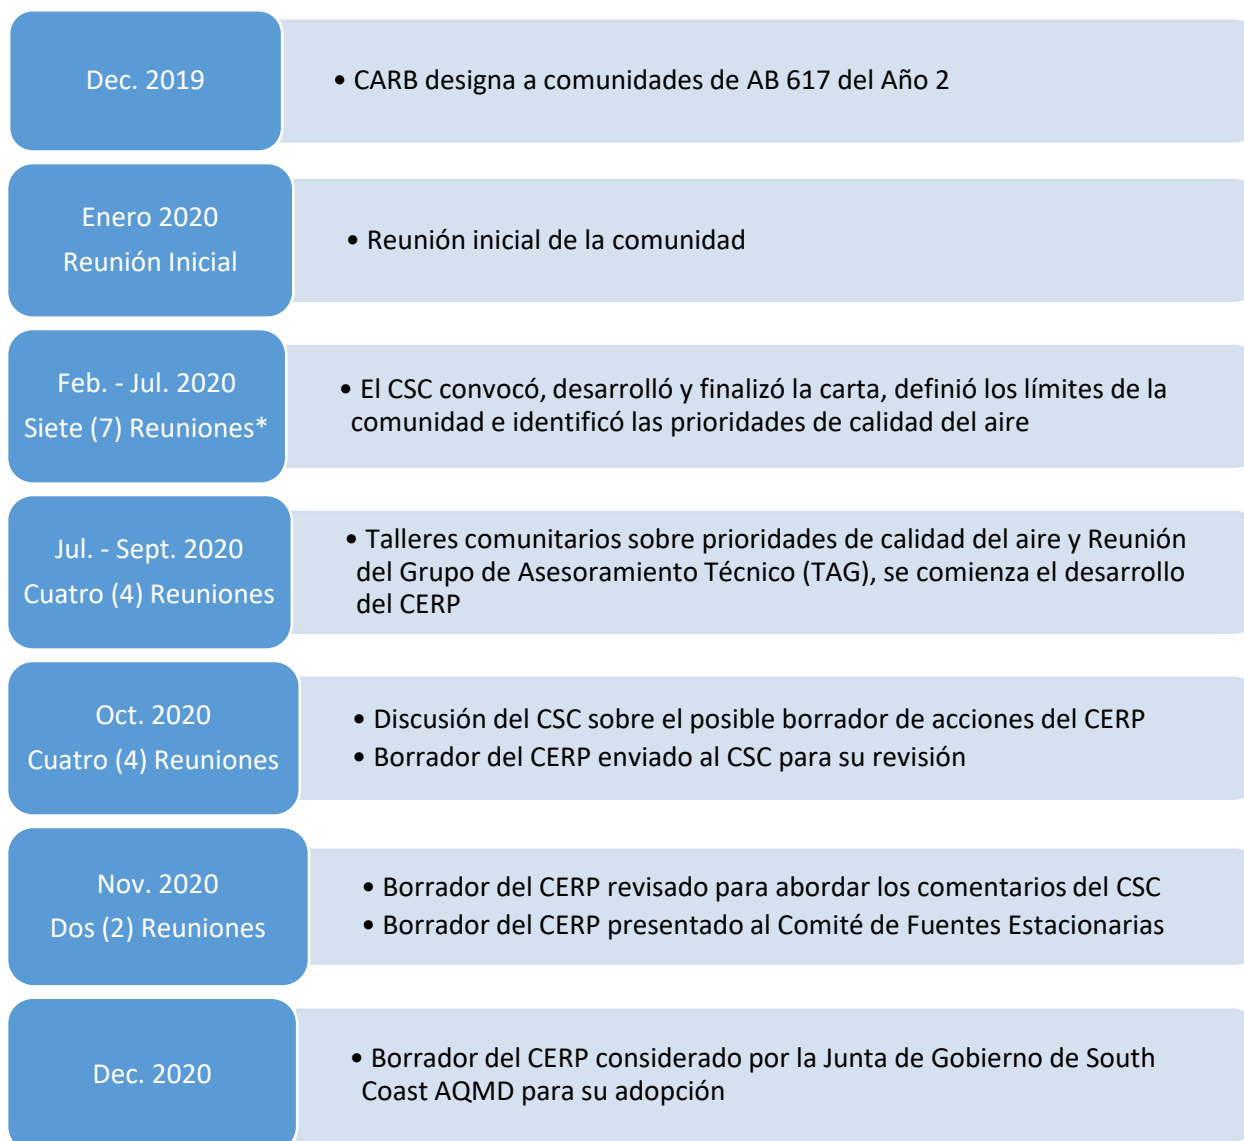 Dec. 2019
• CARB designa a comunidades de AB 617 del Año 2
Enero 2020
Reunión Inicial
• Reunión inicial de la comunidad
Feb. - Jul. 2020
Siete (7) Reuniones*
• El CSC convocó, desarrolló y finalizó la carta, definió los límites de la
comunidad e identificó las prioridades de calidad del aire
Jul. - Sept. 2020
Cuatro (4) Reuniones
• Talleres comunitarios sobre prioridades de calidad del aire y Reunión
del Grupo de Asesoramiento Técnico (TAG), se comienza el desarrollo
del CERP
Oct. 2020
Cuatro (4) Reuniones
• Discusión del CSC sobre el posible borrador de acciones del CERP
• Borrador del CERP enviado al CSC para su revisión
Nov. 2020
Dos (2) Reuniones
• Borrador del CERP revisado para abordar los comentarios del CSC
• Borrador del CERP presentado al Comité de Fuentes Estacionarias
Dec. 2020
• Borrador del CERP considerado por la Junta de Gobierno de South
Coast AQMD para su adopción